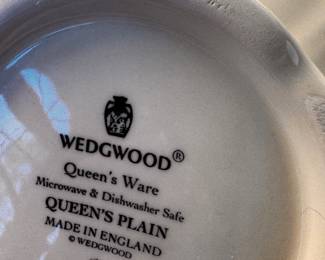 WEDGWOOD®
Queen's Ware
Microwave & Dishwasher Safe
QUEEN'S PLAIN
MADE IN ENGLAND
© WEDGWOOD